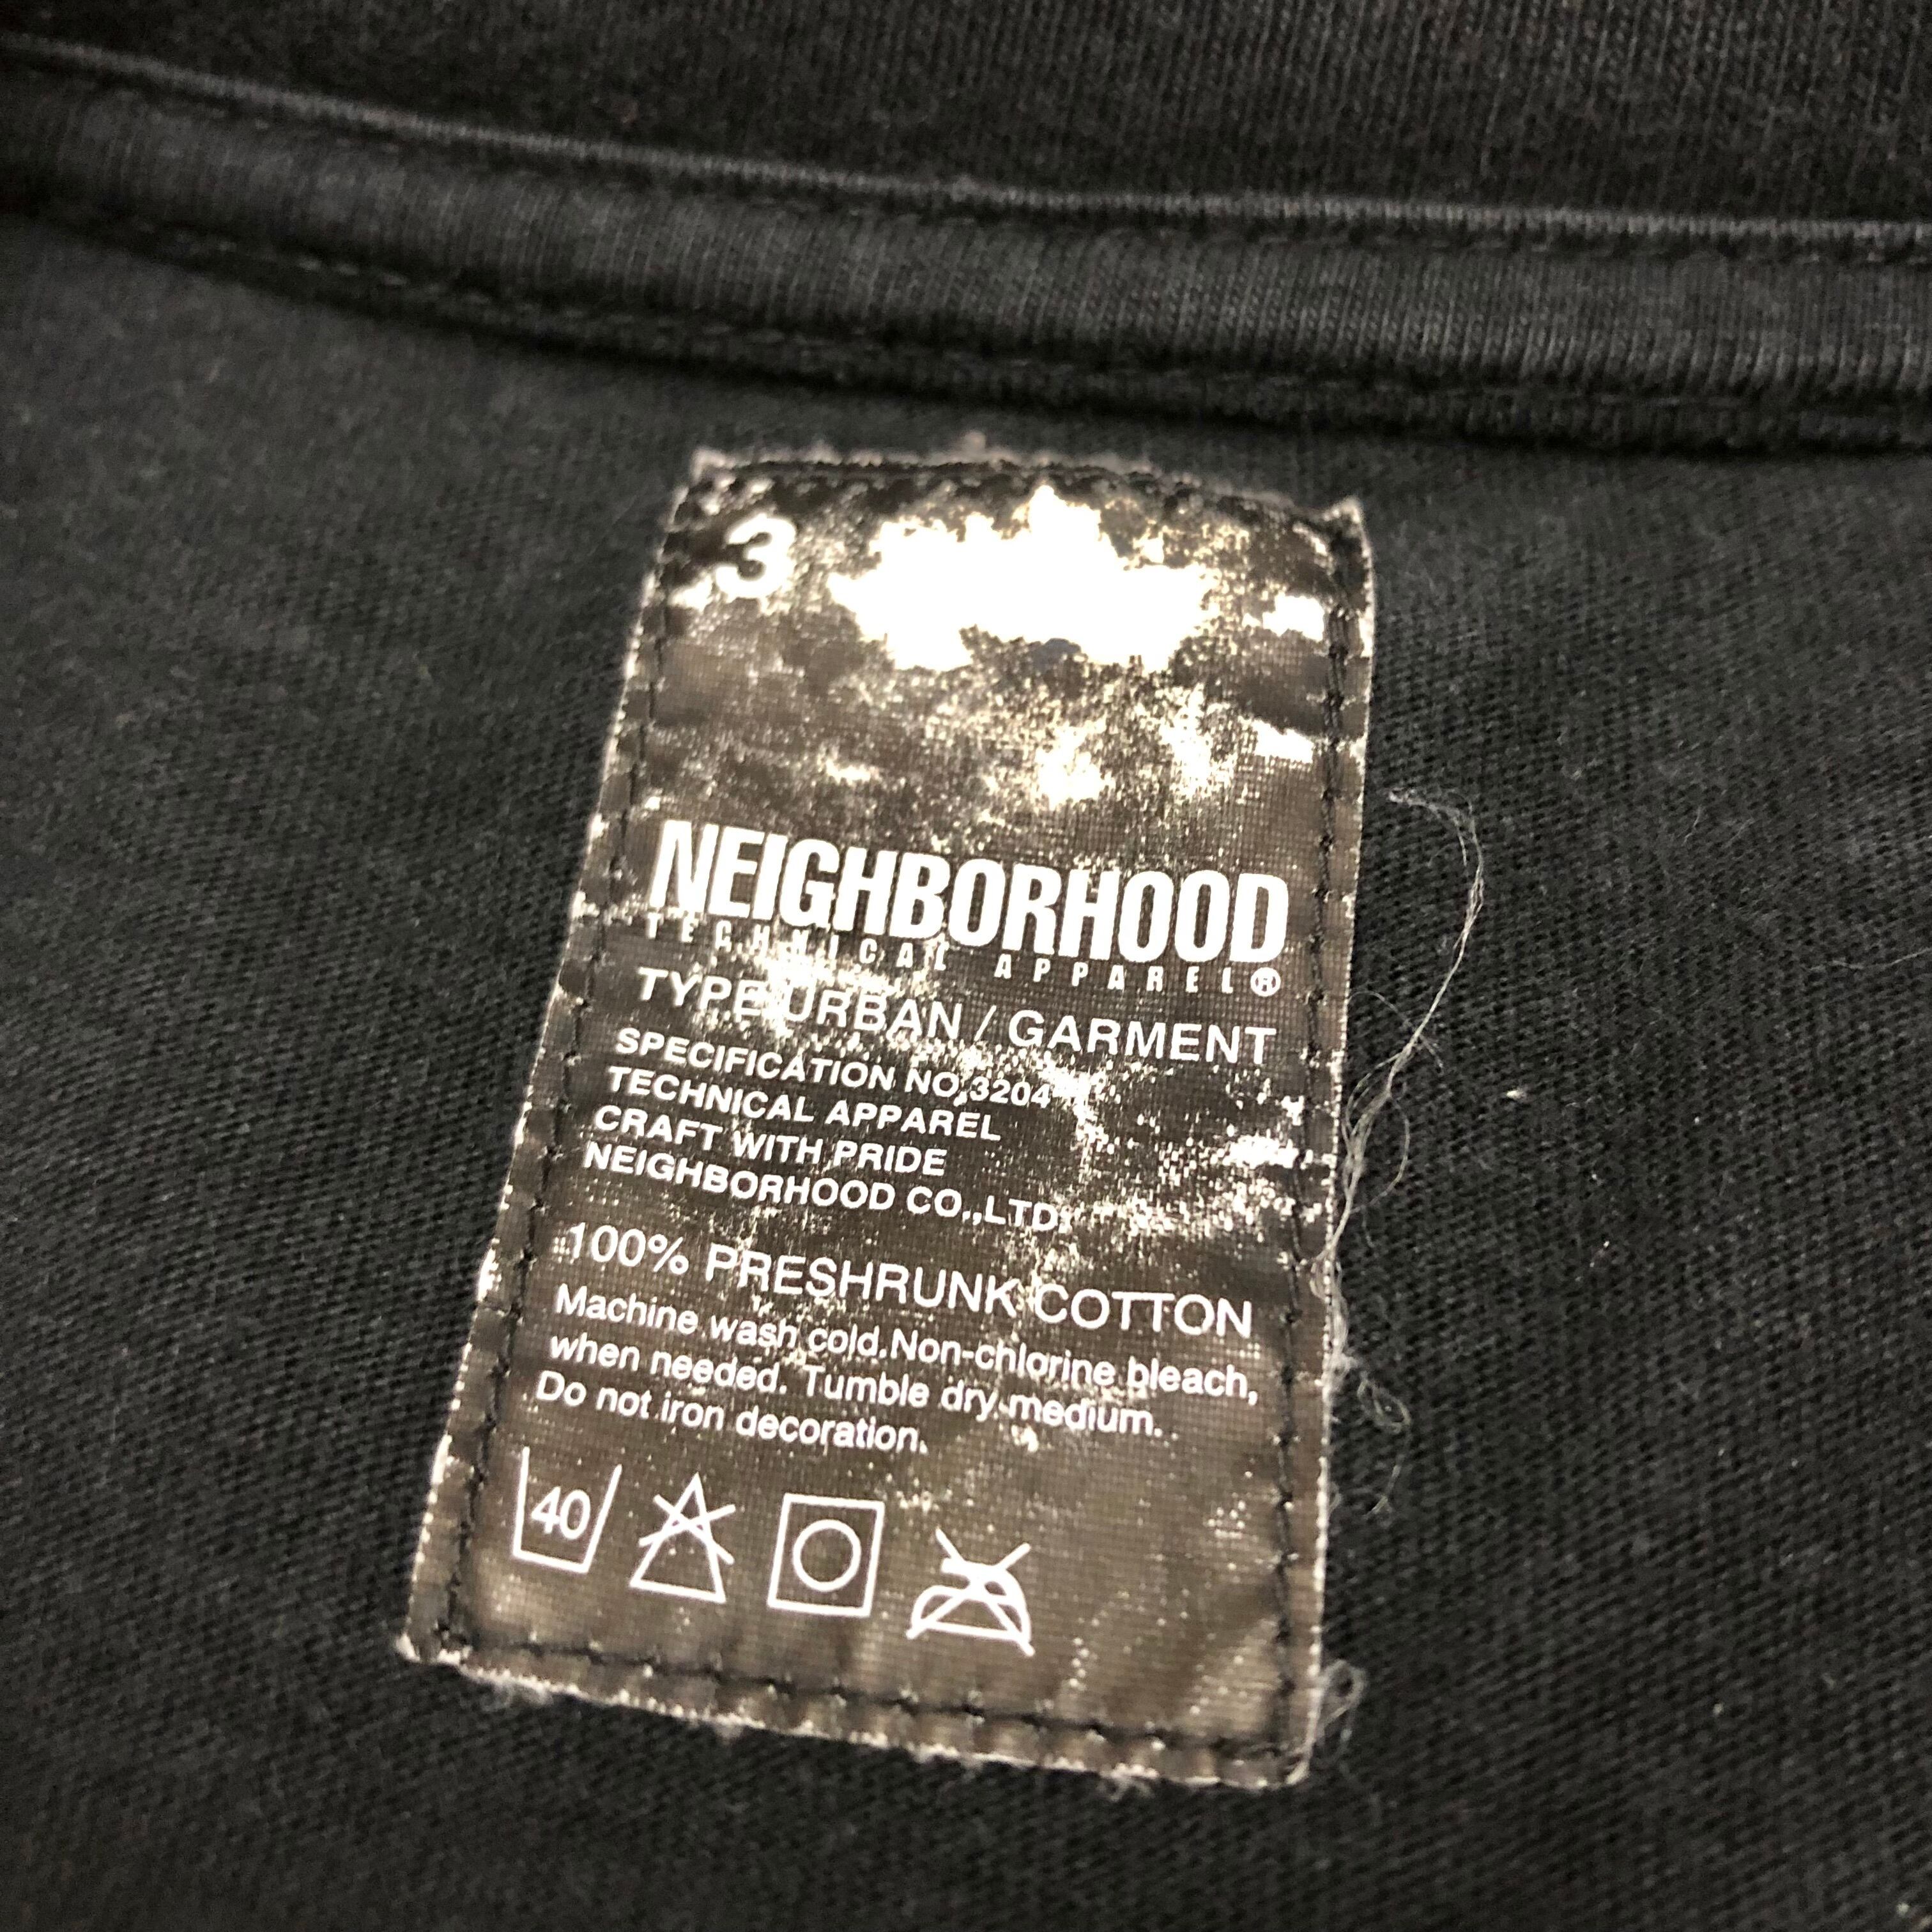 3
NEIGHBORHOOD
TECHNICAL APPAREL®
TYPE URBAN / GARMENT
SPECIFICATION NO,3204
TECHNICAL APPAREL
CRAFT WITH PRIDE
NEIGHBORHOOD CO.,LTD.
100% PRESHRUNK COTTON
Machine wash cold.Non-chlorine bleach,
when needed. Tumble dry medium.
Do not iron decoration.
40